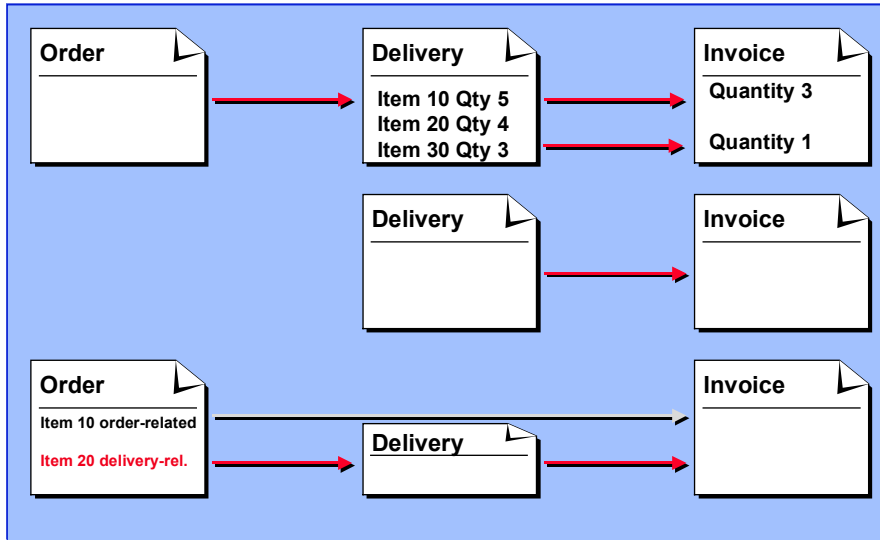 Order
Delivery
Invoice
Item 10 Qty 5
Item 20 Qty 4
Item 30 Qty 3
Quantity 3
Quantity 1
Delivery
Invoice
Order
Invoice
Item 10 order-related
Item 20 delivery-rel.
Delivery